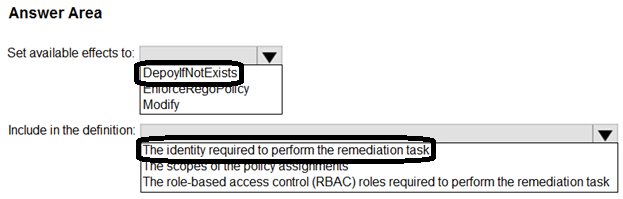 Answer Area
Set available effects to:
DepoyIfNotExists
EnforceRegoPolicy
Modify
Include in the definition:
The identity required to perform the remediation task
The scopes of the policy assignments
The role-based access control (RBAC) roles required to perform the remediation task